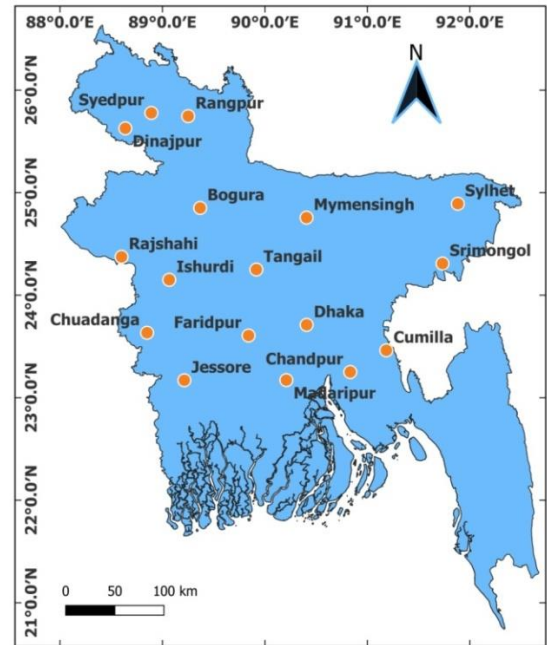 88°0.0'E 89°0.0'E 90°0.0'E 91°0.0'E 92°0.0'E
N
26°0.0'N
25°0.0'N
24°0.0'N
23°0.0'N
22°0.0'N
21°0.0'N
Syedpur
Rangpur
Dinajpur
Bogura
Mymensingh
Sylhet
Rajshahi
Tangail
Srimongol
Ishurdi
Chuadanga
Faridpur
Dhaka
Cumilla
Jessore
Chandpur
Madaripur
0 50 100 km